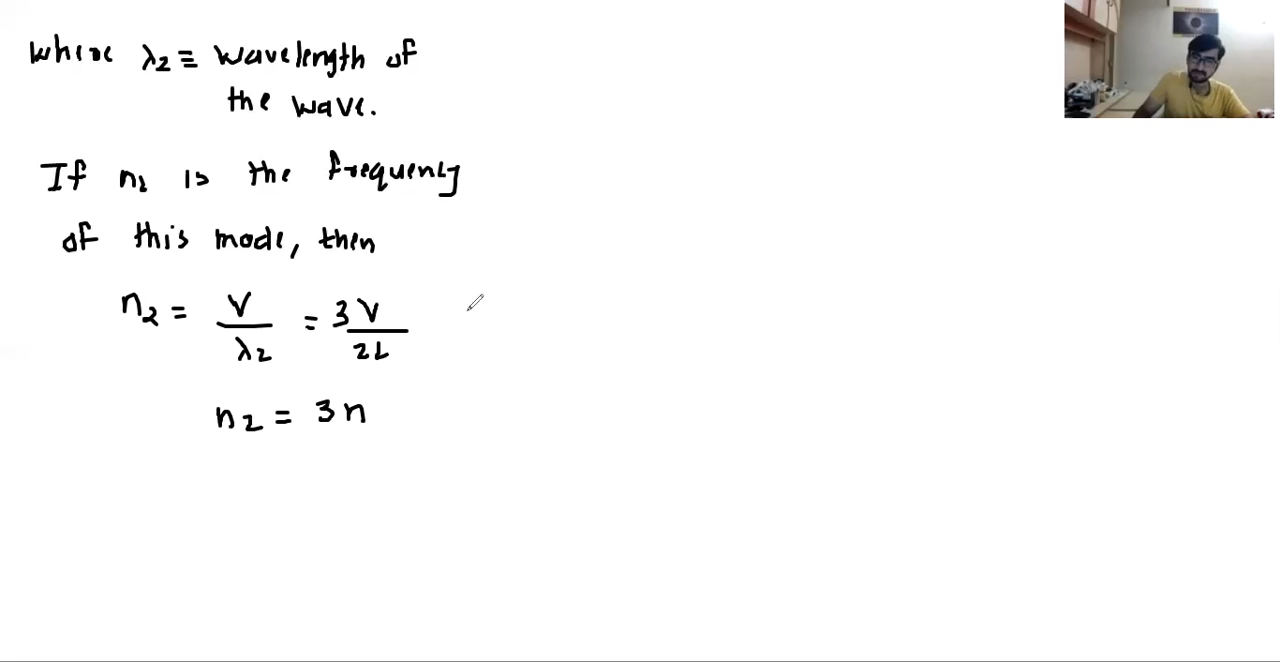 where λ2 ≡ wavelength of
the wave.
If n2 is the frequency
of this mode, then
n2 = V/λ2 = 3V/2L
n2 = 3n